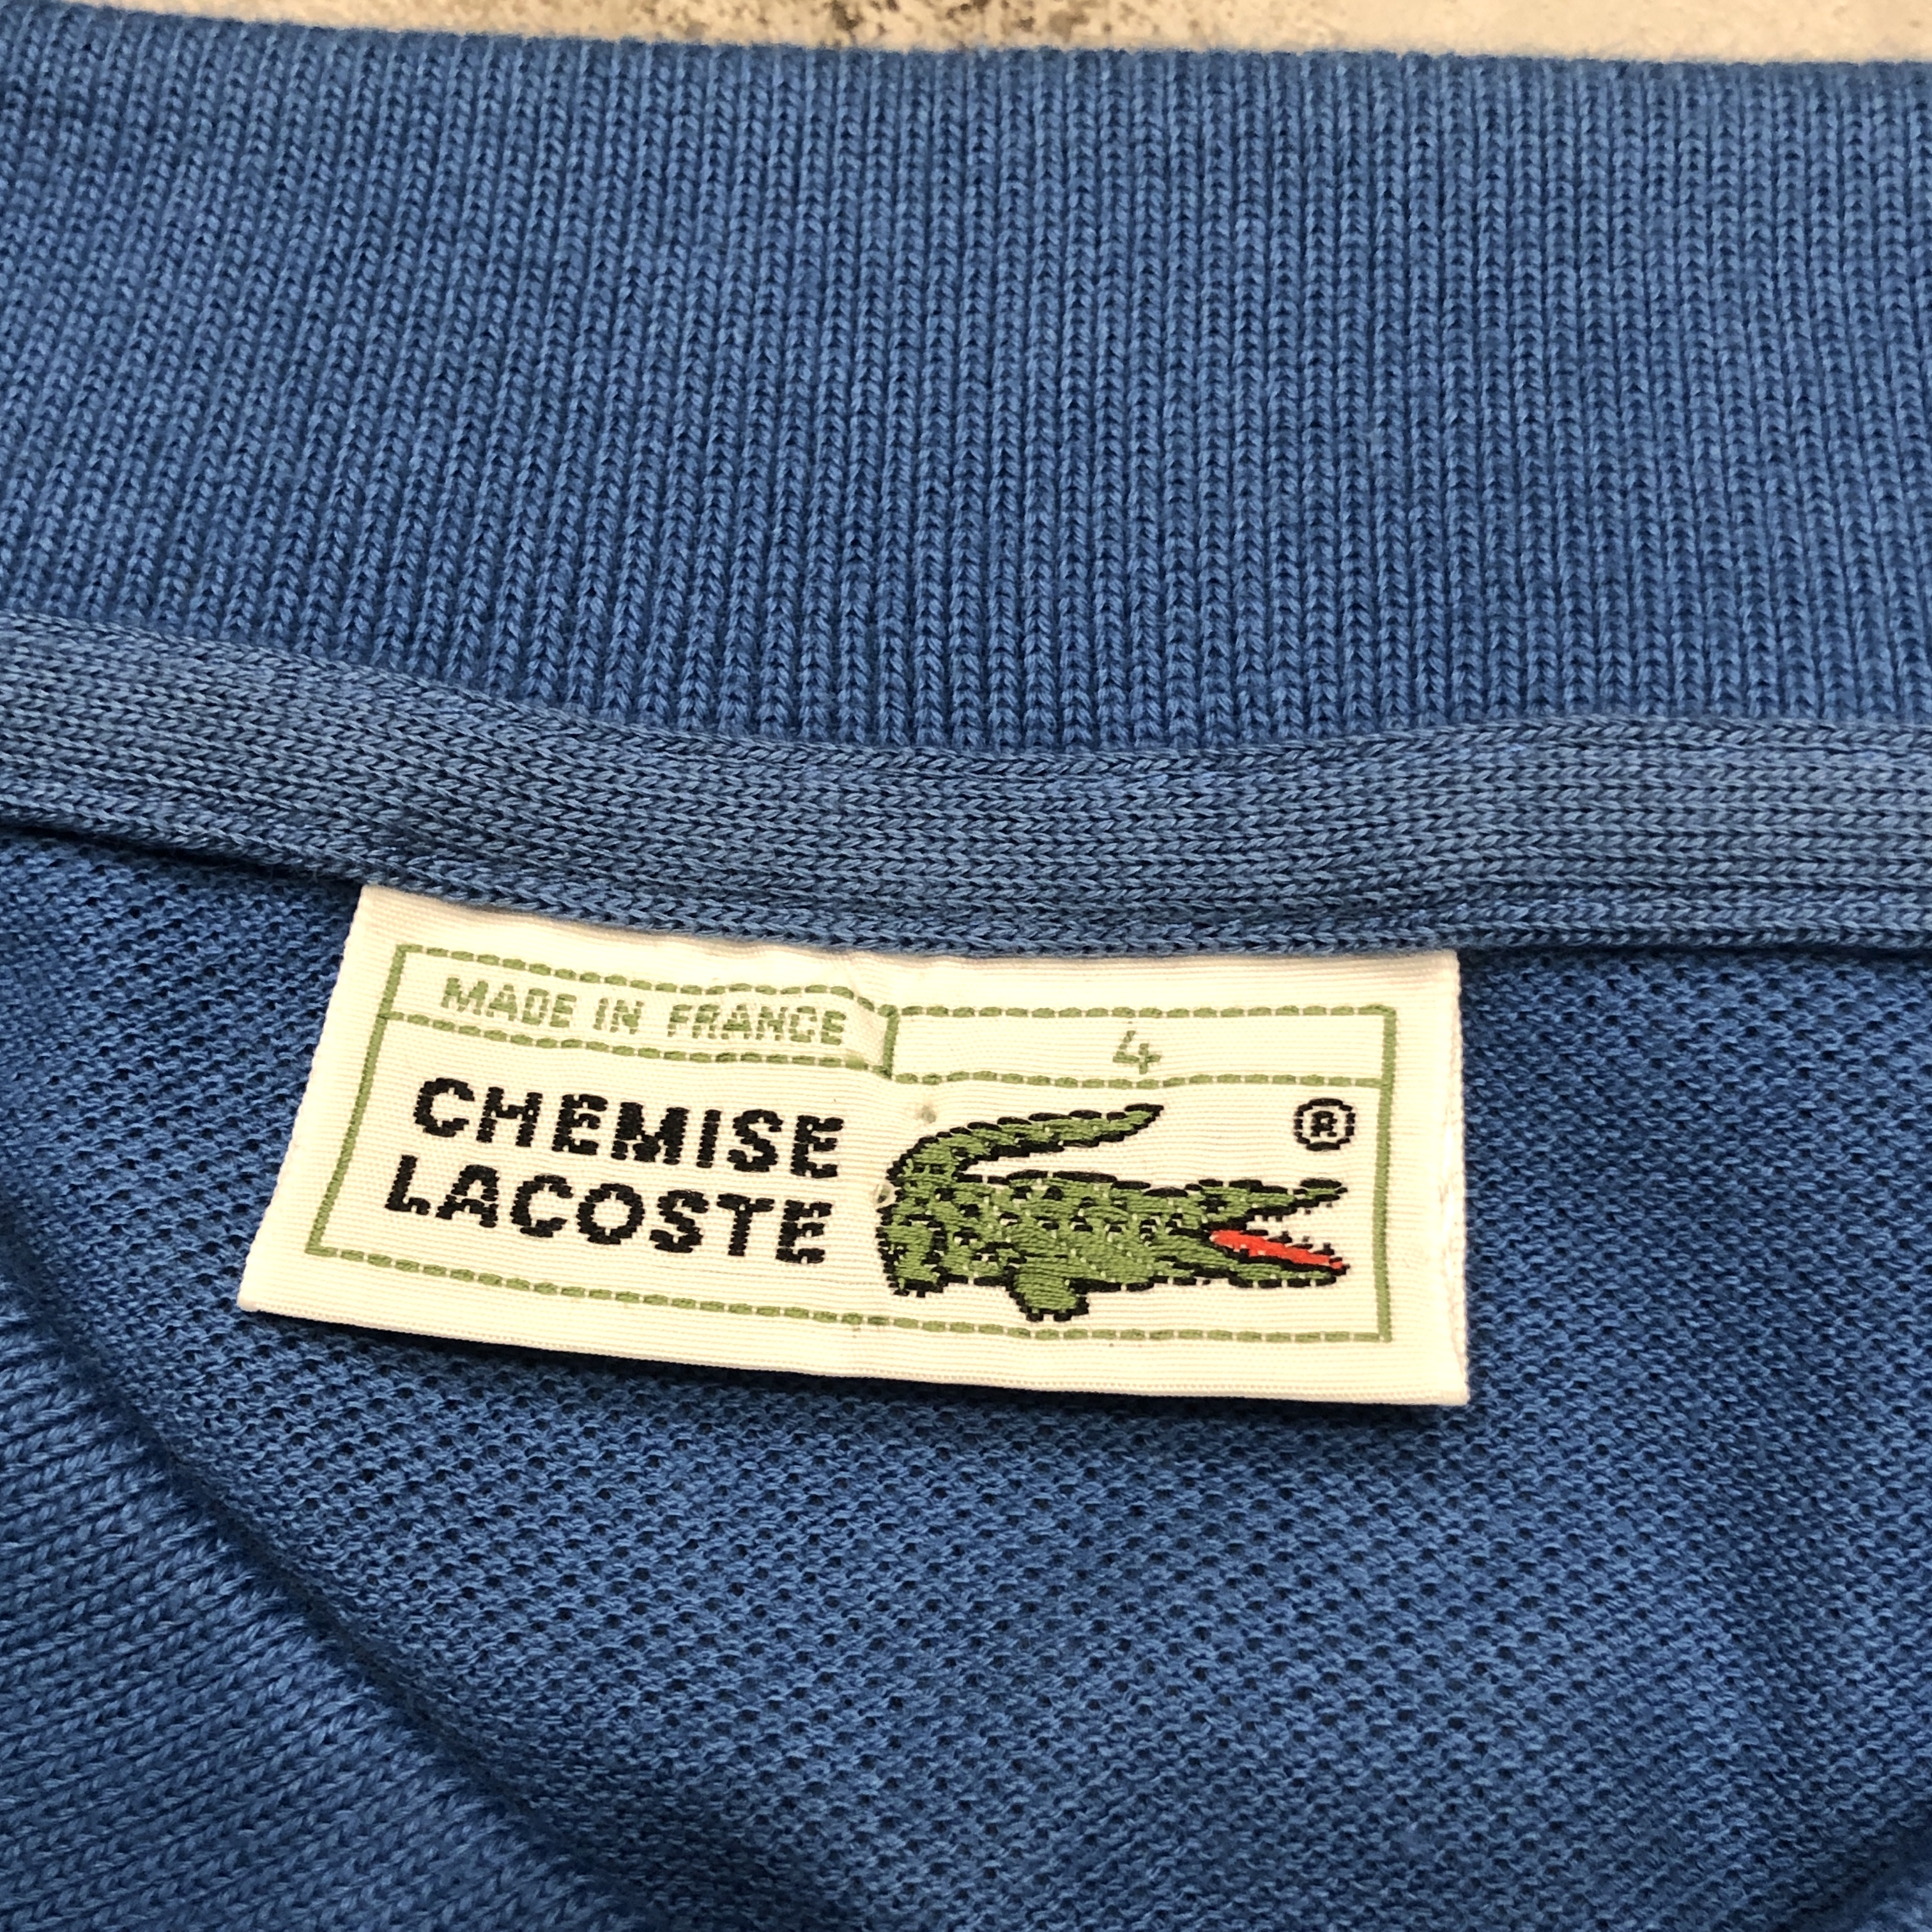 MADE IN FRANCE
4
CHEMISE
LACOSTE
®